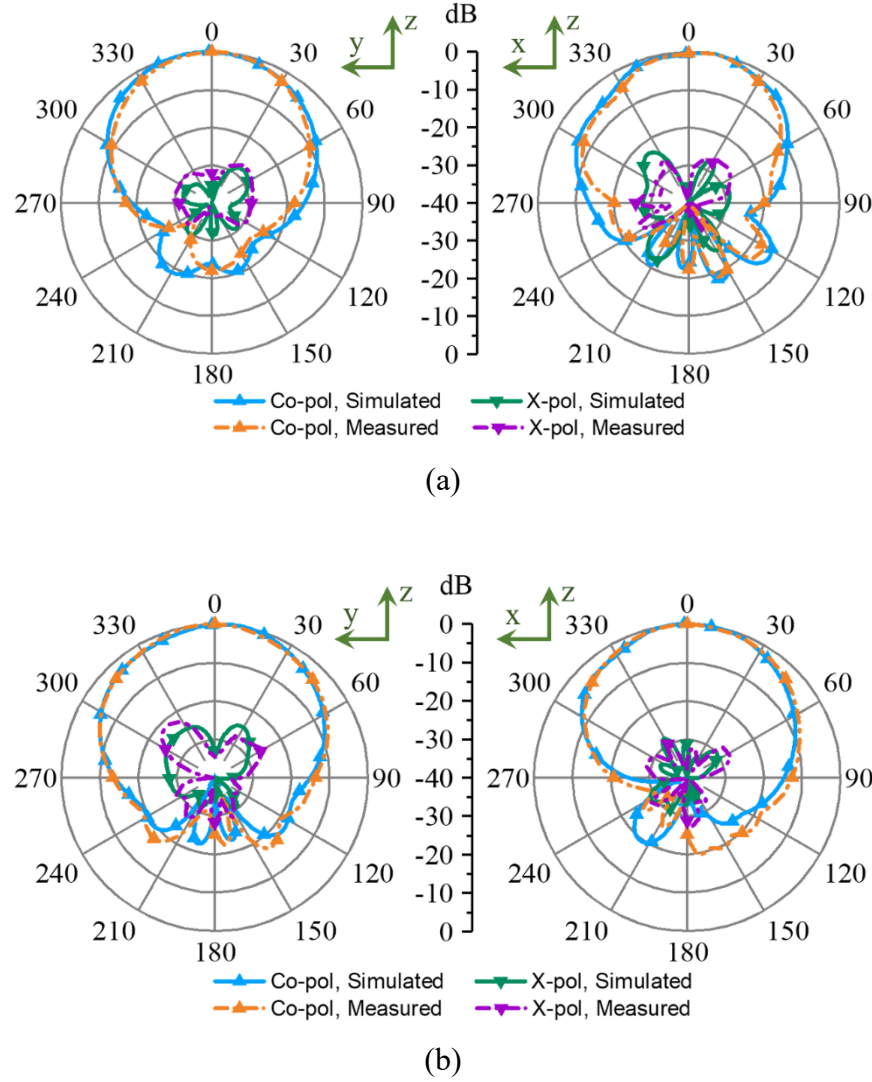 0 y z dB x z 0
330 30 0 330 30
300 60 -10 300 60
-20
-30
270 90 -40 270 90
-30
240 120 -20 240 120
210 150 -10 210 150
180 0 180
Co-pol, Simulated X-pol, Simulated
Co-pol, Measured X-pol, Measured
(a)
0 y z dB x z 0
330 30 0 330 30
300 60 -10 300 60
-20
-30
270 90 -40 270 90
-30
240 120 -20 240 120
210 150 -10 210 150
180 0 180
Co-pol, Simulated X-pol, Simulated
Co-pol, Measured X-pol, Measured
(b)